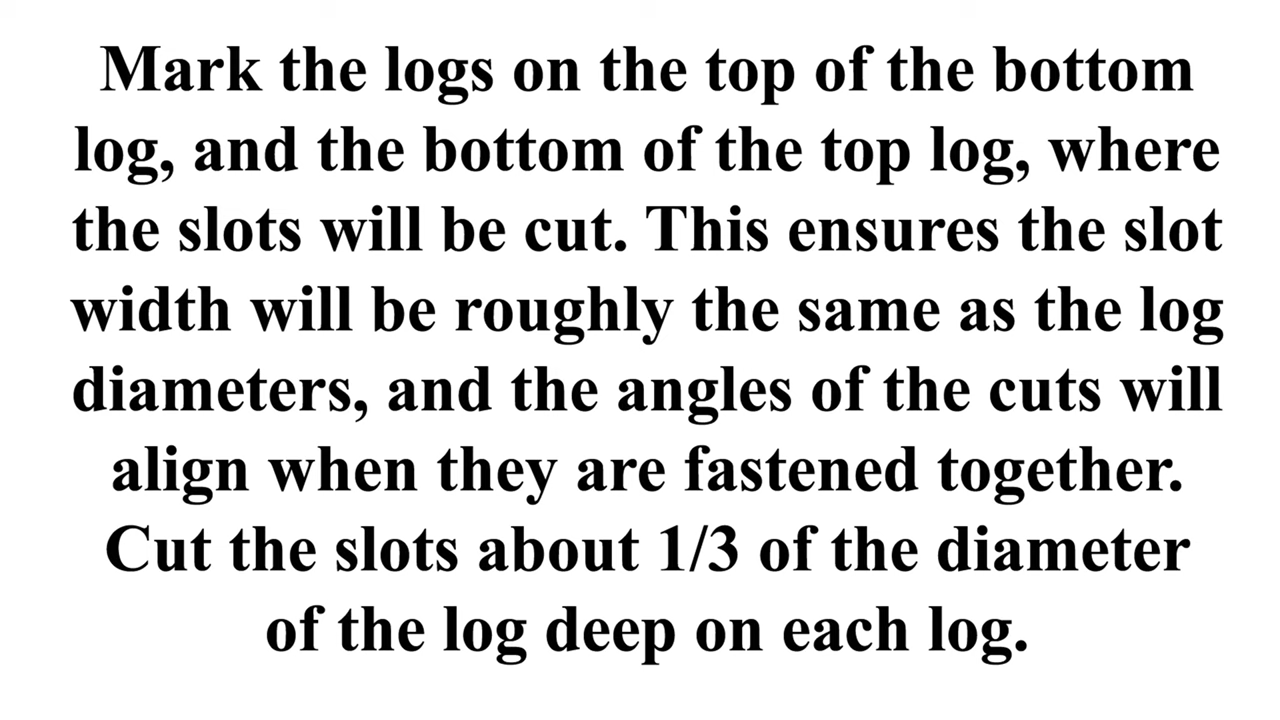 Mark the logs on the top of the bottom
log, and the bottom of the top log, where
the slots will be cut. This ensures the slot
width will be roughly the same as the log
diameters, and the angles of the cuts will
align when they are fastened together.
Cut the slots about 1/3 of the diameter
of the log deep on each log.